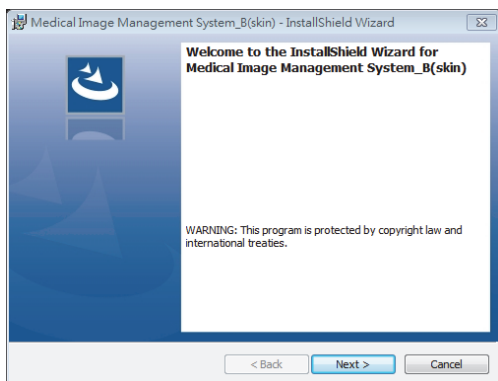 Medical Image Management System_B(skin) - InstallShield Wizard
Welcome to the InstallShield Wizard for
Medical Image Management System_B(skin)
WARNING: This program is protected by copyright law and
international treaties.
< Back Next > Cancel